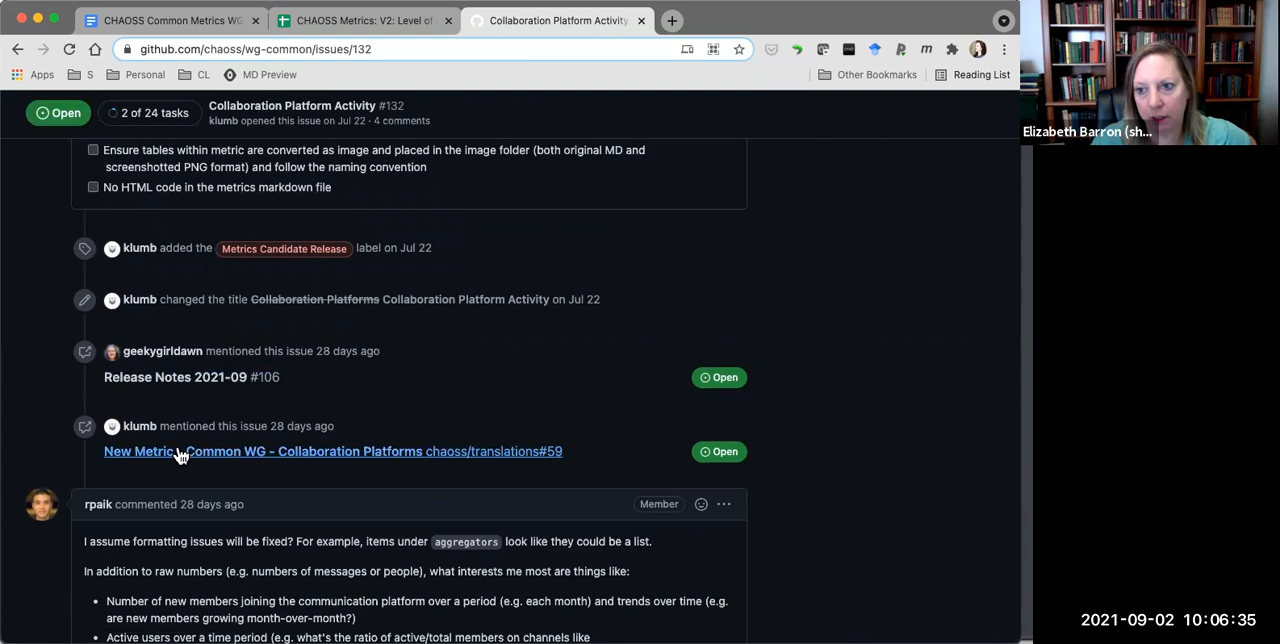 CHAOSS Common Metrics WG
CHAOSS Metrics: V2: Level of
Collaboration Platform Activity
github.com/chaoss/wg-common/issues/132
Apps
S
Personal
CL
MD Preview
Other Bookmarks
Reading List
Open
2 of 24 tasks
Collaboration Platform Activity #132
klumb opened this issue on Jul 22 · 4 comments
Ensure tables within metric are converted as image and placed in the image folder (both original MD and
screenshotted PNG format) and follow the naming convention
No HTML code in the metrics markdown file
klumb added the Metrics Candidate Release label on Jul 22
klumb changed the title Collaboration Platforms Collaboration Platform Activity on Jul 22
geekygirldawn mentioned this issue 28 days ago
Release Notes 2021-09 #106
Open
klumb mentioned this issue 28 days ago
New Metric - Common WG - Collaboration Platforms chaoss/translations#59
Open
rpaik commented 28 days ago
Member
I assume formatting issues will be fixed? For example, items under aggregators look like they could be a list.
In addition to raw numbers (e.g. numbers of messages or people), what interests me most are things like:
• Number of new members joining the communication platform over a period (e.g. each month) and trends over time (e.g.
are new members growing month-over-month?)
• Active users over a time period (e.g. what's the ratio of active/total members on channels like
Elizabeth Barron (sh...
2021-09-02 10:06:35